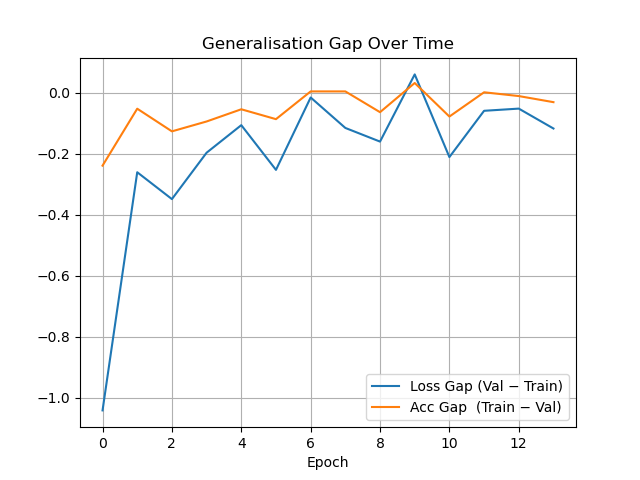 Generalisation Gap Over Time
0.0
−0.2
−0.4
−0.6
−0.8
−1.0
Loss Gap (Val − Train)
Acc Gap  (Train − Val)
0 2 4 6 8 10 12
Epoch